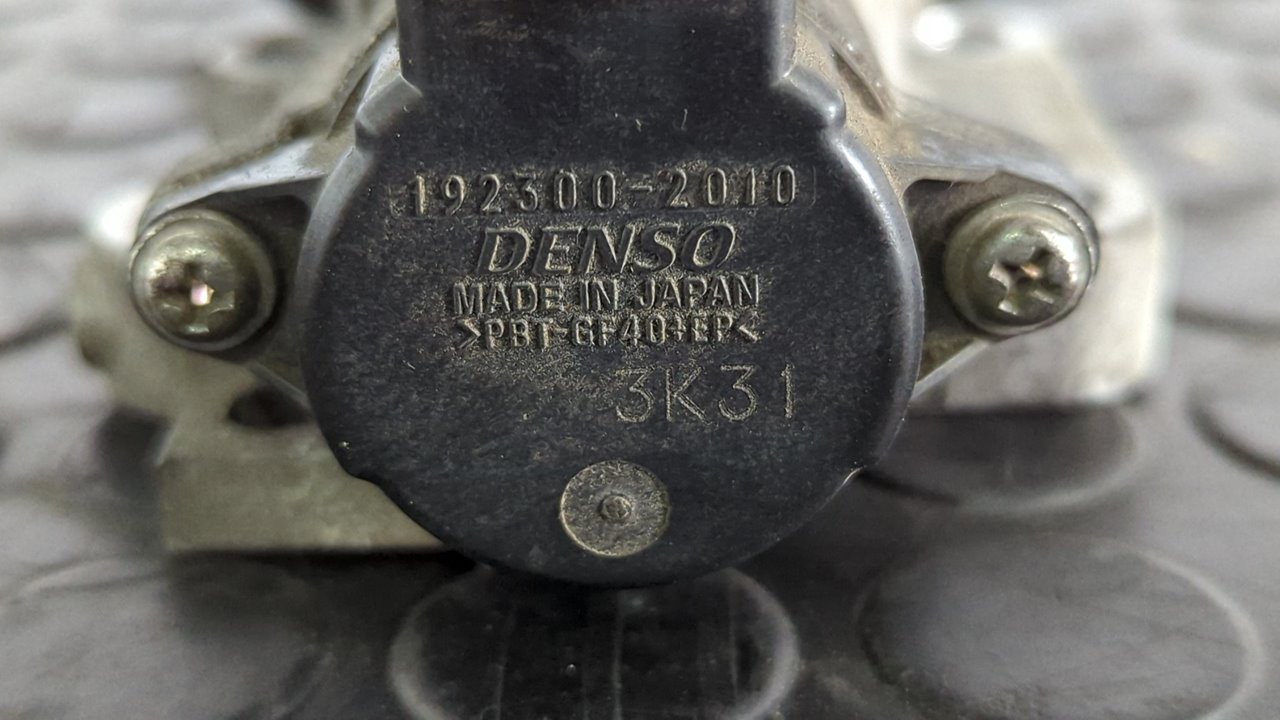 192300-2010
DENSO
MADE IN JAPAN
>PBT-GF40+EP<
3K31